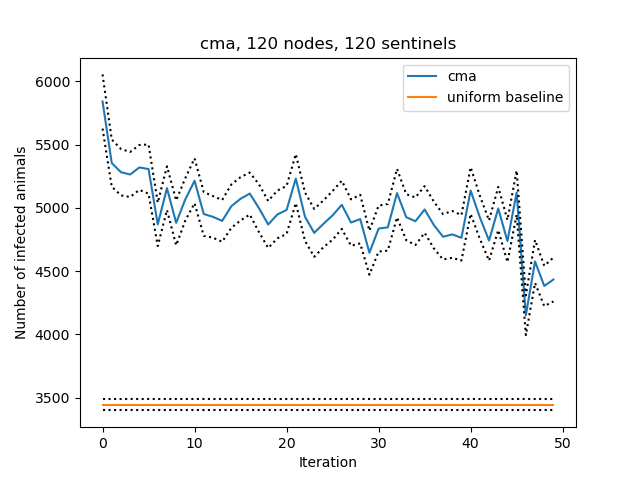 cma, 120 nodes, 120 sentinels
cma
uniform baseline
Number of infected animals
6000
5500
5000
4500
4000
3500
0 10 20 30 40 50
Iteration